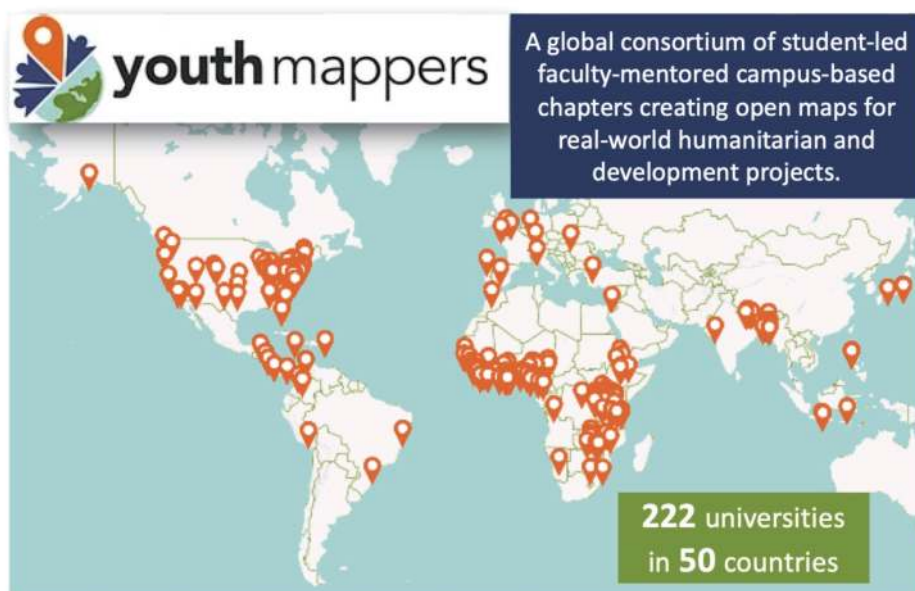 youthmappers
A global consortium of student-led
faculty-mentored campus-based
chapters creating open maps for
real-world humanitarian and
development projects.
222 universities
in 50 countries